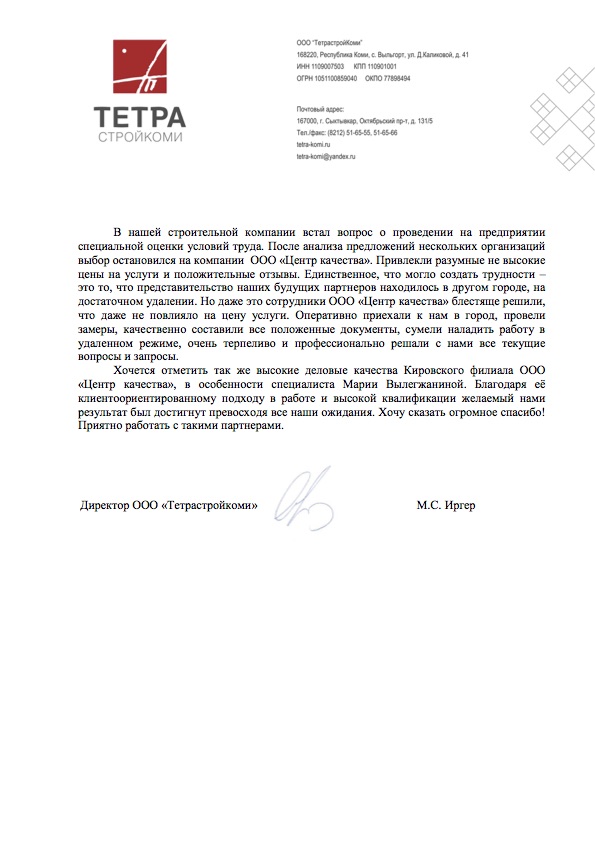 ТЕТРА
СТРОЙКОМИ
ООО "ТетрастройКоми"
168220, Республика Коми, с. Выльгорт, ул. Д.Каликовой, д. 41
ИНН 1109007503 КПП 110901001
ОГРН 1051100859040 ОКПО 77898494
Почтовый адрес:
167000, г. Сыктывкар, Октябрьский пр-т, д. 131/5
Тел./факс: (8212) 51-65-55, 51-65-66
tetra-komi.ru
tetra-komi@yandex.ru
В нашей строительной компании встал вопрос о проведении на предприятии
специальной оценки условий труда. После анализа предложений нескольких организаций
выбор остановился на компании ООО «Центр качества». Привлекли разумные не высокие
цены на услуги и положительные отзывы. Единственное, что могло создать трудности –
это то, что представительство наших будущих партнеров находилось в другом городе, на
достаточном удалении. Но даже это сотрудники ООО «Центр качества» блестяще решили,
что даже не повлияло на цену услуги. Оперативно приехали к нам в город, провели
замеры, качественно составили все положенные документы, сумели наладить работу в
удаленном режиме, очень терпеливо и профессионально решали с нами все текущие
вопросы и запросы.
Хочется отметить так же высокие деловые качества Кировского филиала ООО
«Центр качества», в особенности специалиста Марии Вылегжаниной. Благодаря её
клиентоориентированному подходу в работе и высокой квалификации желаемый нами
результат был достигнут превосходя все наши ожидания. Хочу сказать огромное спасибо!
Приятно работать с такими партнерами.
Директор ООО «Тетрастройкоми» М.С. Иргер